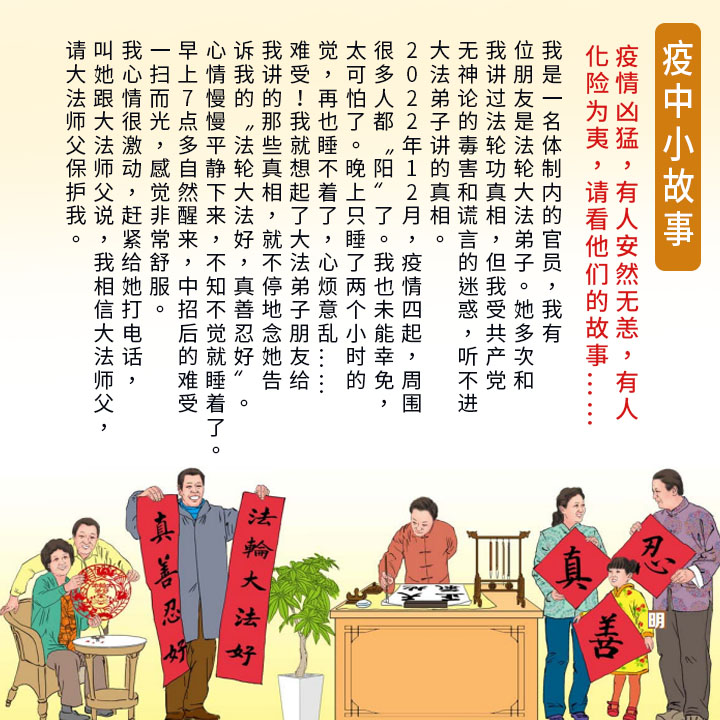 疫中小故事
疫情凶猛，有人安然无恙，有人
化险为夷，请看他们的故事……
我是一名体制内的官员，我有
位朋友是法轮大法弟子。她多次和
我讲过法轮功真相，但我受共产党
无神论的毒害和谎言的迷惑，听不进
大法弟子讲的真相。
2022年12月，疫情四起，周围
很多人都“阳”了。我也未能幸免，
太可怕了。晚上只睡了两个小时的
觉，再也睡不着了，心烦意乱……
难受！我就想起了大法弟子朋友给
我讲的那些真相，就不停地念她告
诉我的“法轮大法好，真善忍好”。
心情慢慢平静下来，不知不觉就睡着了。
早上7点多自然醒来，中招后的难受
一扫而光，感觉非常舒服。
我心情很激动，赶紧给她打电话，
叫她跟大法师父说，我相信大法师父，
请大法师父保护我。
真善忍好
法輪大法好
真
善
忍
明